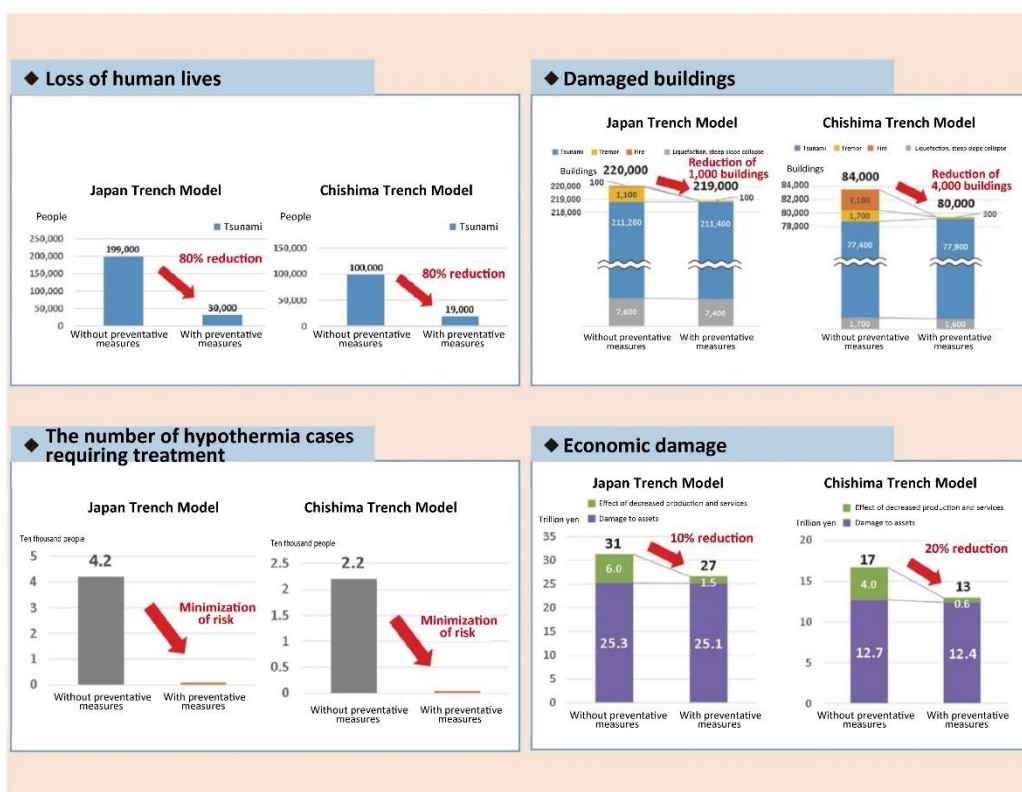 ◆ Loss of human lives
Japan Trench Model
People
Tsunami
250,000
200,000
150,000
100,000
50,000
0
199,000
80% reduction
30,000
Without preventative measures
With preventative measures
Chishima Trench Model
People
Tsunami
150,000
100,000
50,000
0
100,000
80% reduction
19,000
Without preventative measures
With preventative measures
◆ Damaged buildings
Japan Trench Model
Tsunami Tremor Fire Liquefaction, steep slope collapse
Buildings
220,000
219,000
218,000
220,000
100
Reduction of
1,000 buildings
219,000
100
1,100
211,200
211,400
7,600
7,400
Without preventative measures
With preventative measures
Chishima Trench Model
Tsunami Tremor Fire Liquefaction, steep slope collapse
Buildings
84,000
82,000
80,000
84,000
Reduction of
4,000 buildings
80,000
3,100
1,700
77,400
77,900
1,700
1,600
Without preventative measures
With preventative measures
◆ The number of hypothermia cases
requiring treatment
Japan Trench Model
Ten thousand people
5
4
3
2
1
0
4.2
Minimization
of risk
Without preventative measures
With preventative measures
Chishima Trench Model
Ten thousand people
2.5
2
1.5
1
0.5
0
2.2
Minimization
of risk
Without preventative measures
With preventative measures
◆ Economic damage
Japan Trench Model
Effect of decreased production and services
Trillion yen
Damage to assets
35
30
25
20
15
10
5
0
31
10% reduction
27
6.0
1.5
25.3
25.1
Without preventative measures
With preventative measures
Chishima Trench Model
Effect of decreased production and services
Trillion yen
Damage to assets
20
15
10
5
0
17
20% reduction
13
4.0
0.6
12.7
12.4
Without preventative measures
With preventative measures